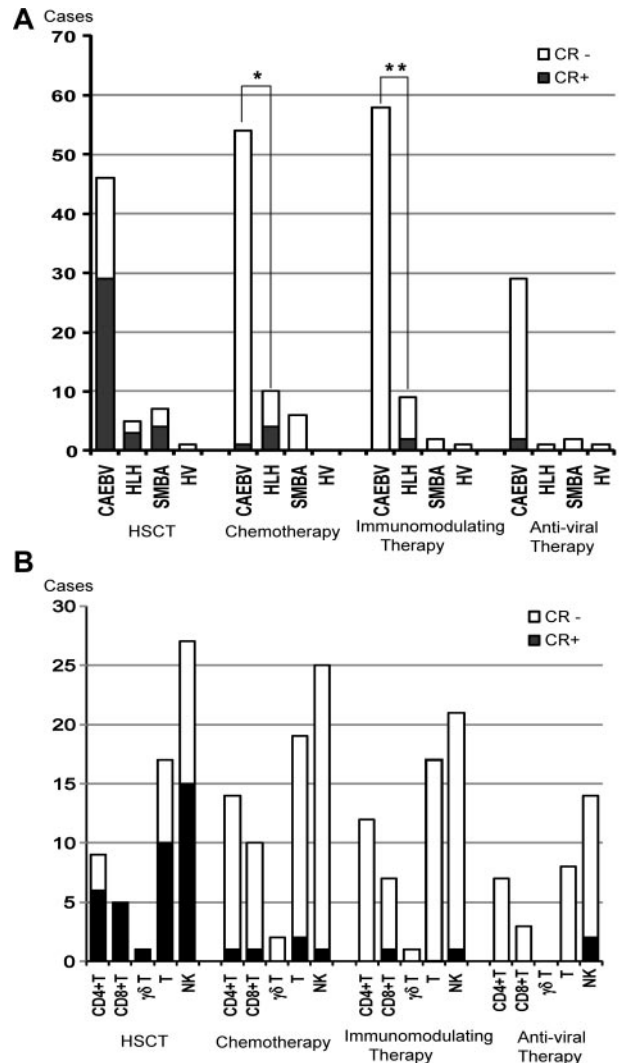 A
Cases
70
60
50
40
30
20
10
0
CR -
CR+
*
**
CAEBV HLH SMBA HV CAEBV HLH SMBA HV CAEBV HLH SMBA HV CAEBV HLH SMBA HV
HSCT Chemotherapy Immunomodulating Therapy Anti-viral Therapy
B
Cases
30
25
20
15
10
5
0
CR -
CR+
CD4+T CD8+T γδ T T NK CD4+T CD8+T γδ T T NK CD4+T CD8+T γδ T T NK CD4+T CD8+T γδ T T NK
HSCT Chemotherapy Immunomodulating Therapy Anti-viral Therapy